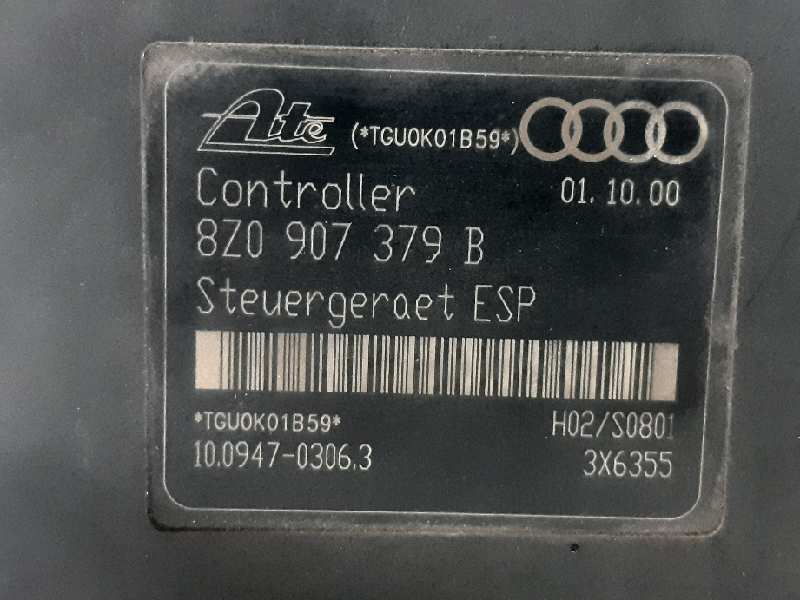 Ate (*TGU0K01B59*)
Controller 01. 10. 00
8Z0 907 379 B
Steuergeraet ESP
*TGU0K01B59* H02/S0801
10.0947-0306.3 3X6355